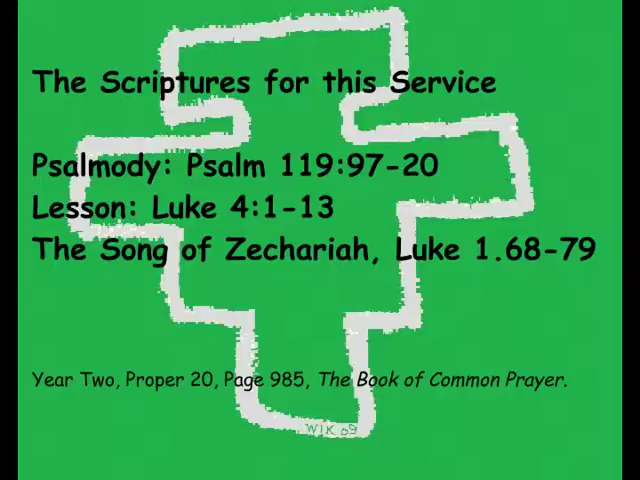 The Scriptures for this Service
Psalmody: Psalm 119:97-20
Lesson: Luke 4:1-13
The Song of Zechariah, Luke 1.68-79
Year Two, Proper 20, Page 985, The Book of Common Prayer.
WIK 09